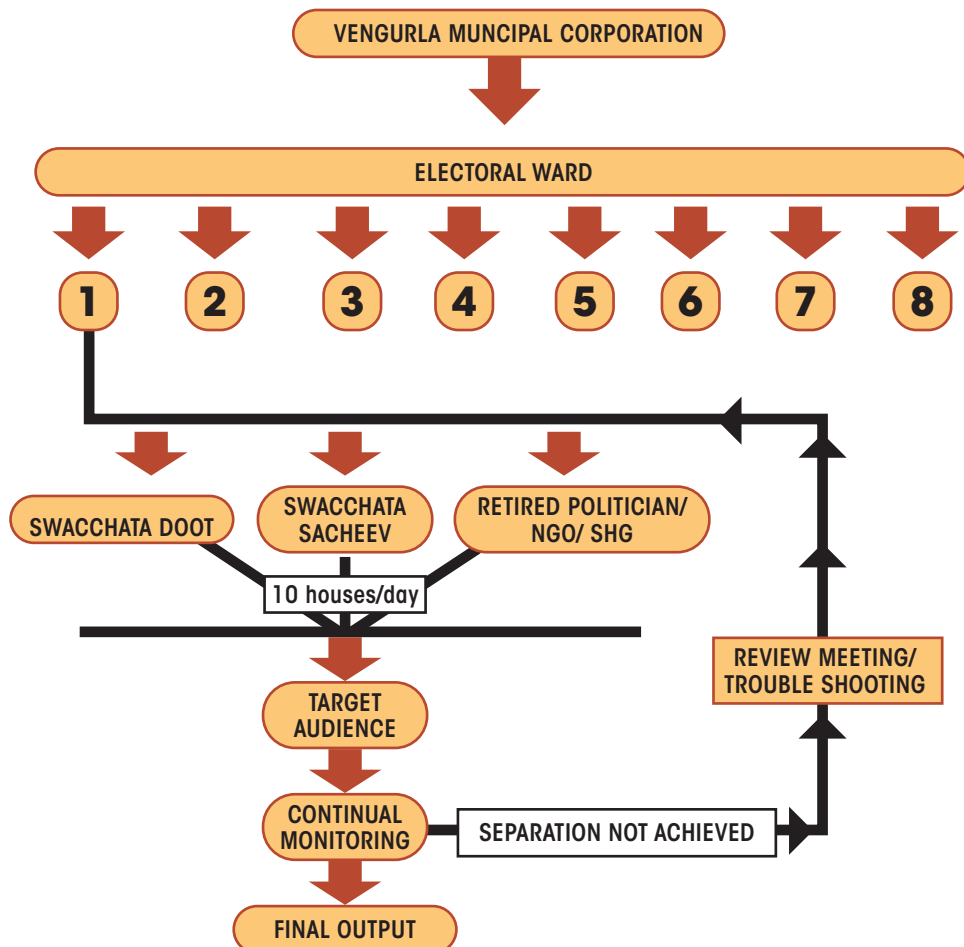 VENGURLA MUNCIPAL CORPORATION
ELECTORAL WARD
1 2 3 4 5 6 7 8
SWACCHATA DOOT
SWACCHATA
SACHEEV
RETIRED POLITICIAN/
NGO/ SHG
10 houses/day
TARGET
AUDIENCE
REVIEW MEETING/
TROUBLE SHOOTING
CONTINUAL
MONITORING
SEPARATION NOT ACHIEVED
FINAL OUTPUT